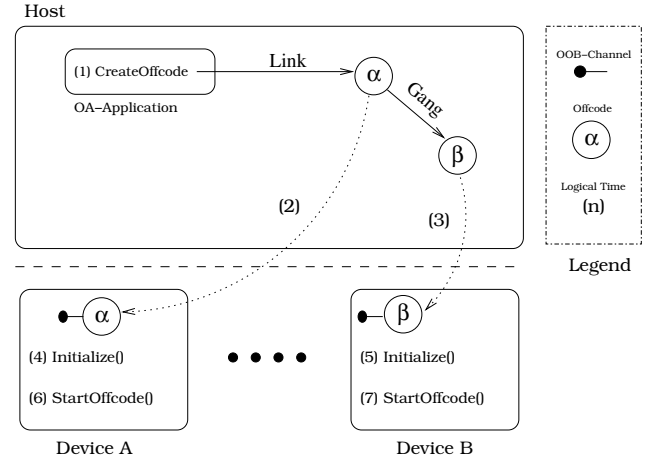 Host
(1) CreateOffcode
OA–Application
Link
α
Gang
β
(2)
(3)
OOB–Channel
Offcode
α
Logical Time
(n)
Legend
α
(4) Initialize()
(6) StartOffcode()
Device A
β
(5) Initialize()
(7) StartOffcode()
Device B